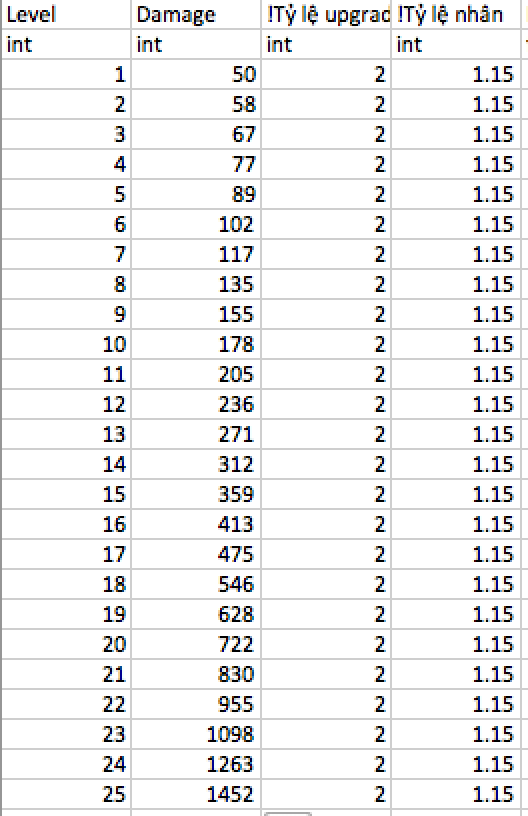 Level Damage !Tỷ lệ upgrad !Tỷ lệ nhân
int int int int
1 50 2 1.15
2 58 2 1.15
3 67 2 1.15
4 77 2 1.15
5 89 2 1.15
6 102 2 1.15
7 117 2 1.15
8 135 2 1.15
9 155 2 1.15
10 178 2 1.15
11 205 2 1.15
12 236 2 1.15
13 271 2 1.15
14 312 2 1.15
15 359 2 1.15
16 413 2 1.15
17 475 2 1.15
18 546 2 1.15
19 628 2 1.15
20 722 2 1.15
21 830 2 1.15
22 955 2 1.15
23 1098 2 1.15
24 1263 2 1.15
25 1452 2 1.15